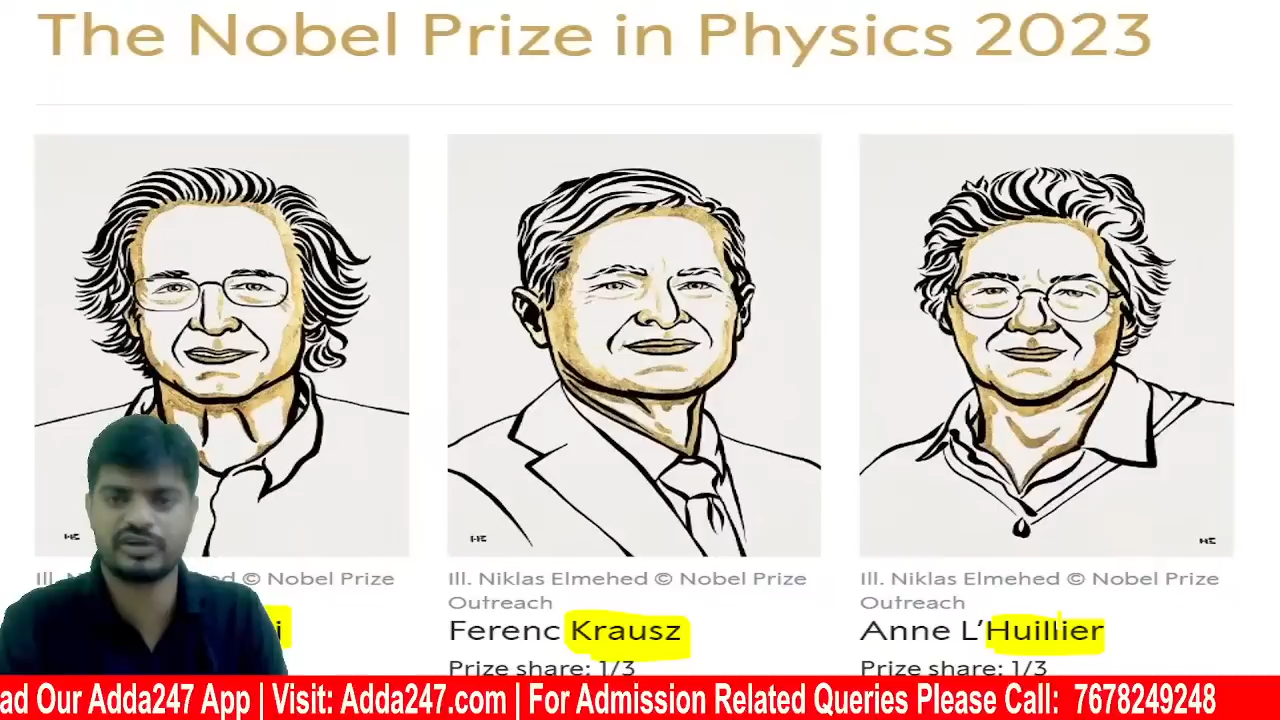 The Nobel Prize in Physics 2023
Ill. N d © Nobel Prize
i
Ill. Niklas Elmehed © Nobel Prize
Outreach
Ferenc Krausz
Prize share: 1/3
Ill. Niklas Elmehed © Nobel Prize
Outreach
Anne L’Huillier
Prize share: 1/3
ad Our Adda247 App | Visit: Adda247.com | For Admission Related Queries Please Call: 7678249248